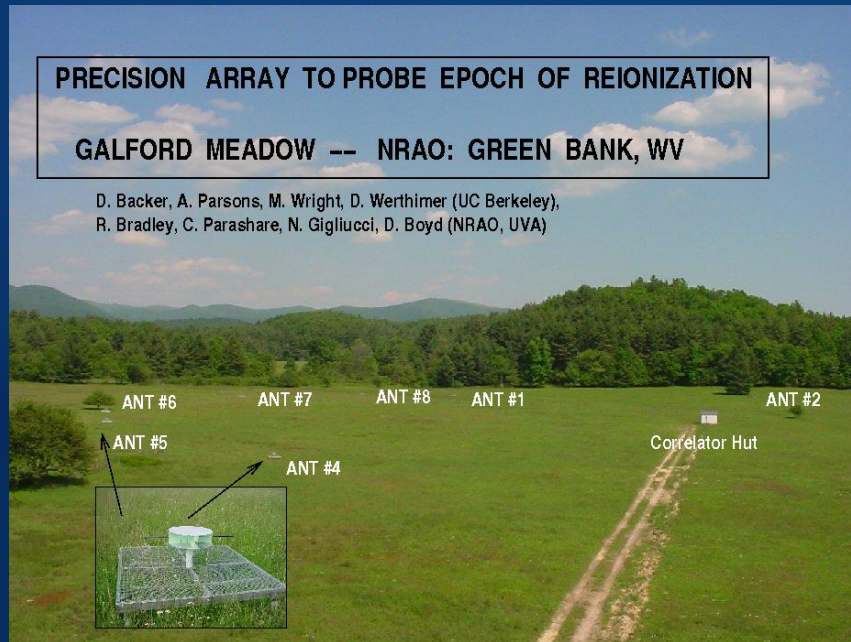 PRECISION ARRAY TO PROBE EPOCH OF REIONIZATION
GALFORD MEADOW -- NRAO: GREEN BANK, WV
D. Backer, A. Parsons, M. Wright, D. Werthimer (UC Berkeley),
R. Bradley, C. Parashare, N. Gigliucci, D. Boyd (NRAO, UVA)
ANT #6
ANT #7
ANT #8
ANT #1
ANT #2
ANT #5
Correlator Hut
ANT #4